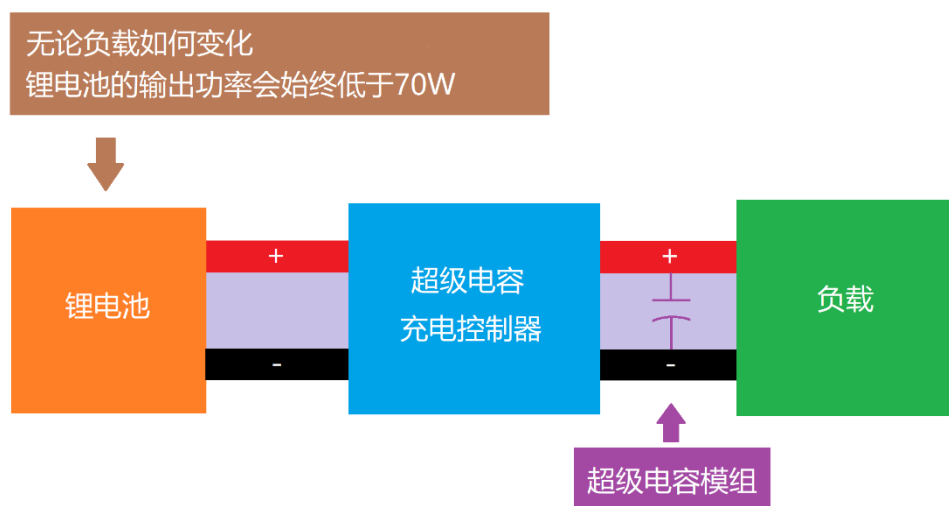 无论负载如何变化
锂电池的输出功率会始终低于70W
锂电池
+
-
超级电容
充电控制器
+
-
负载
超级电容模组